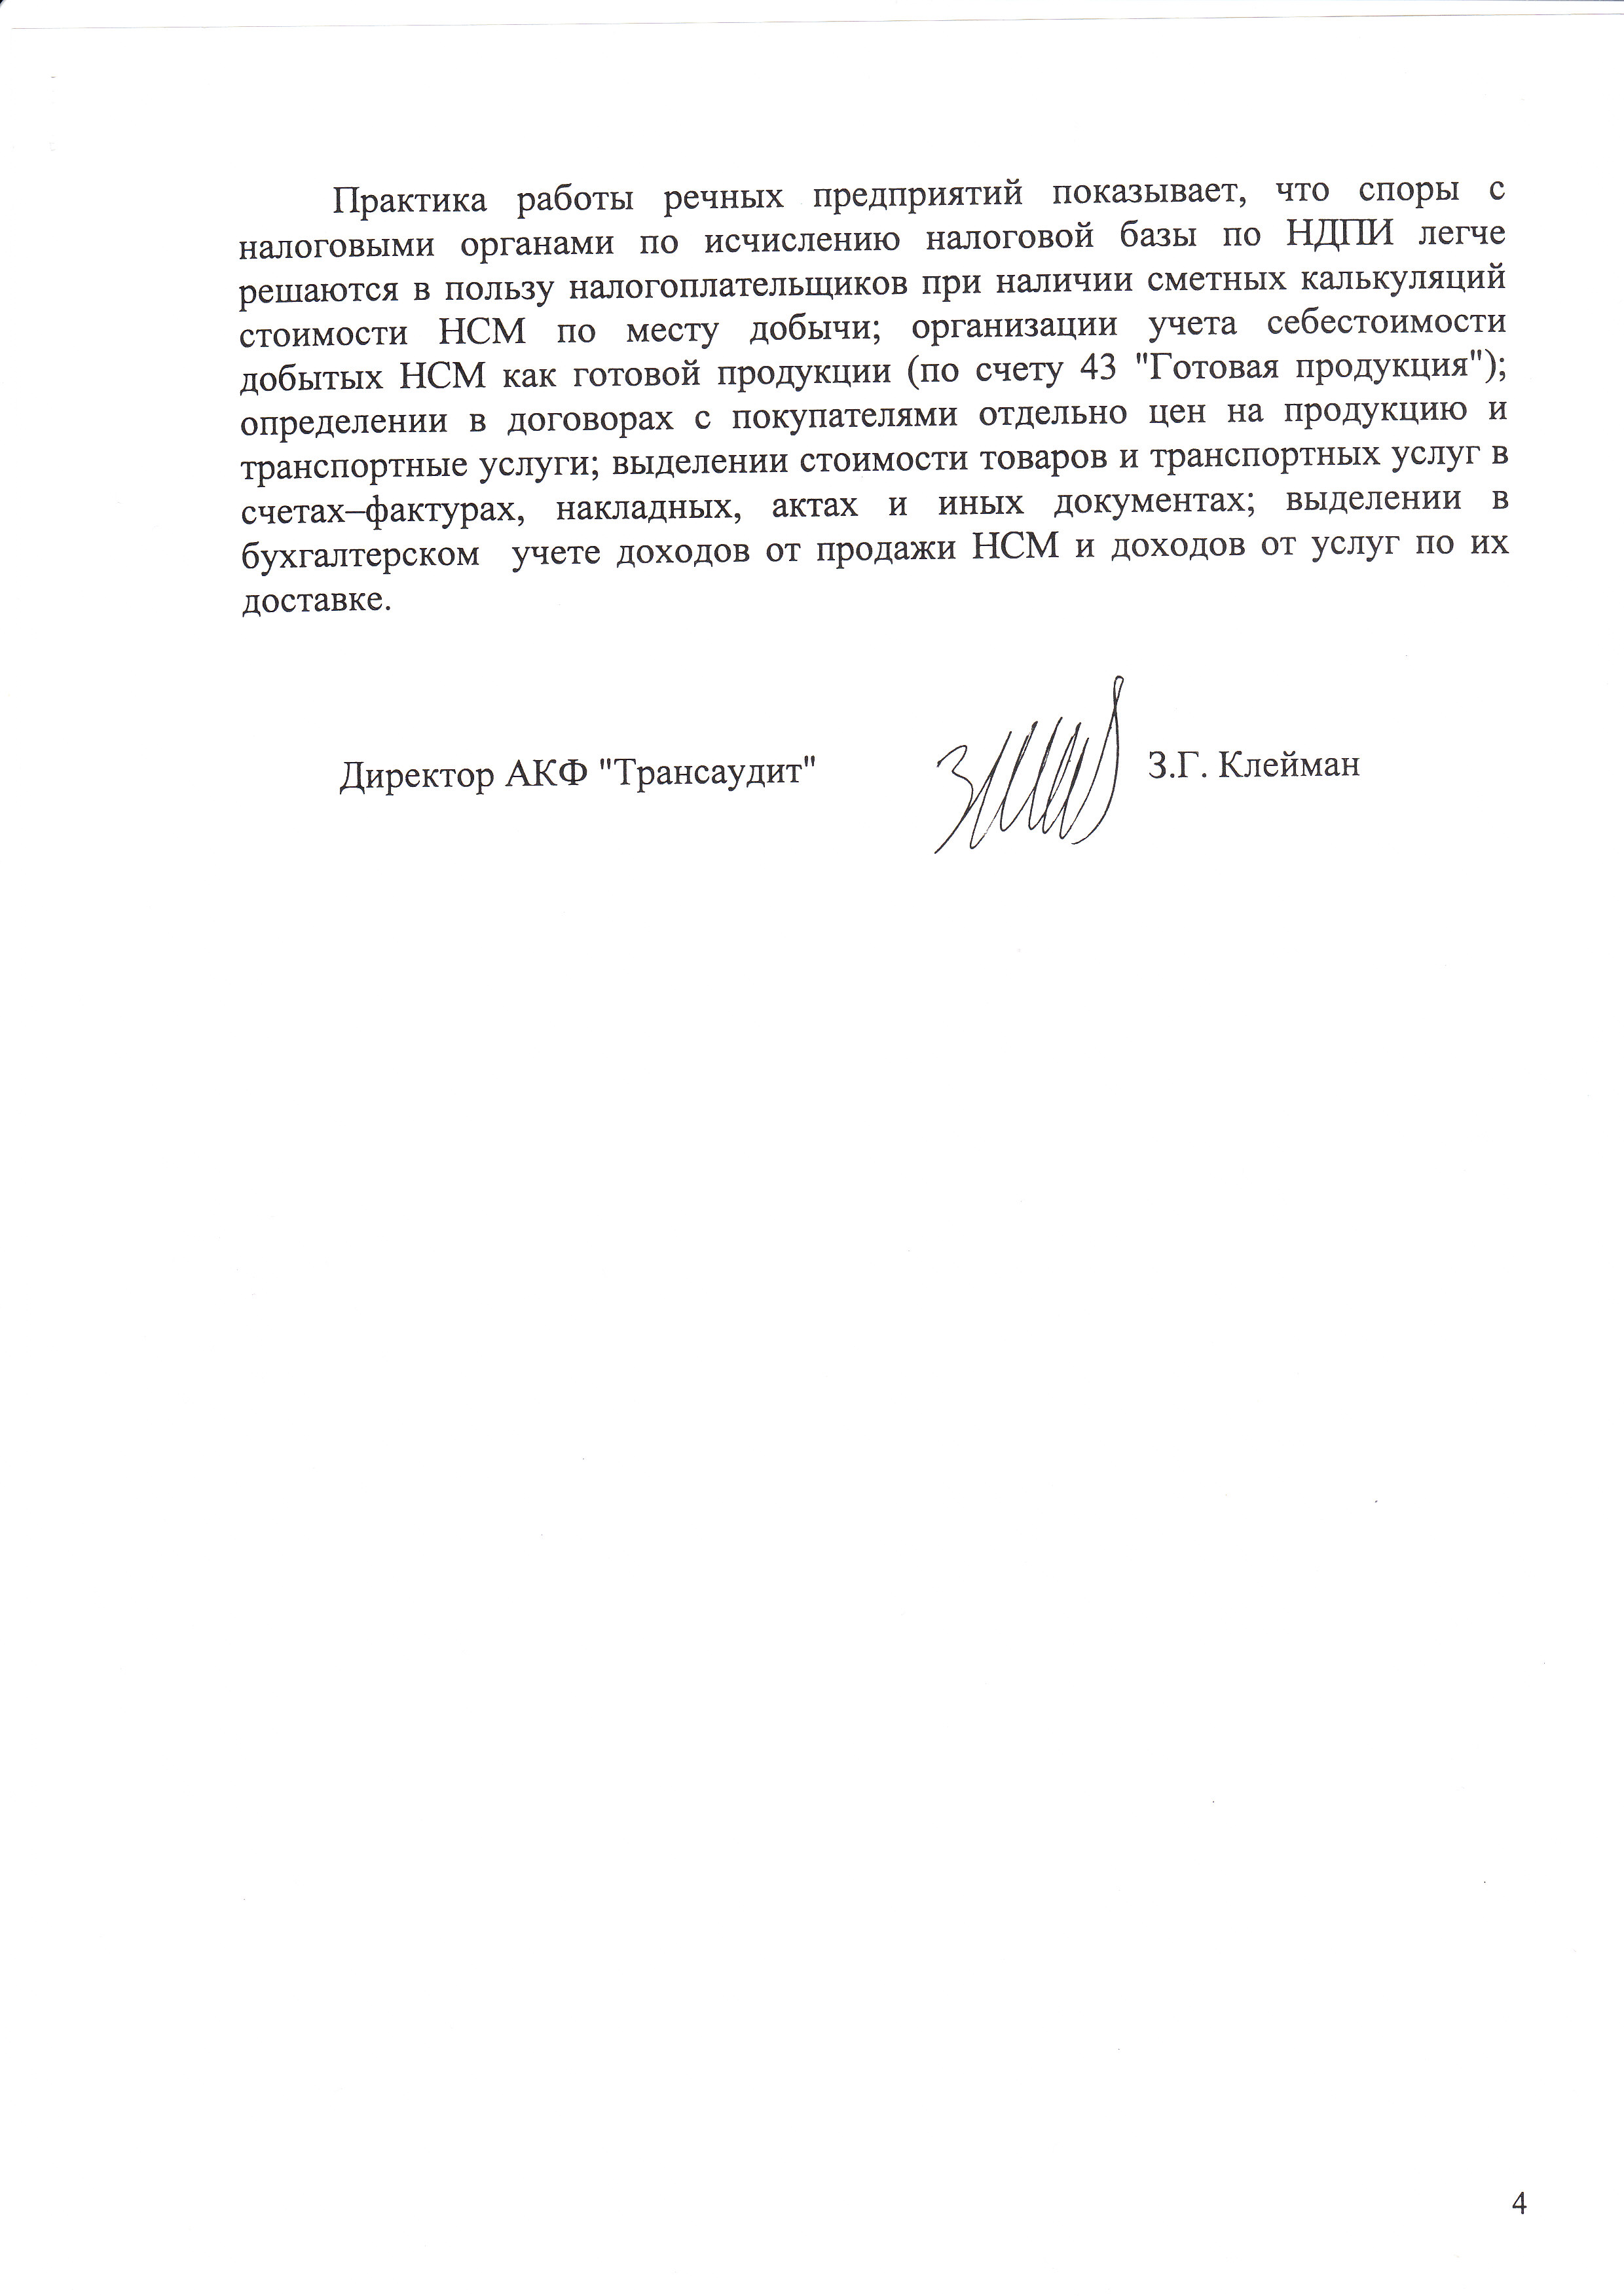 Практика работы речных предприятий показывает, что споры с
налоговыми органами по исчислению налоговой базы по НДПИ легче
решаются в пользу налогоплательщиков при наличии сметных калькуляций
стоимости НСМ по месту добычи; организации учета себестоимости
добытых НСМ как готовой продукции (по счету 43 "Готовая продукция");
определении в договорах с покупателями отдельно цен на продукцию и
транспортные услуги; выделении стоимости товаров и транспортных услуг в
счетах–фактурах, накладных, актах и иных документах; выделении в
бухгалтерском учете доходов от продажи НСМ и доходов от услуг по их
доставке.
Директор АКФ "Трансаудит" З.Г. Клейман
4